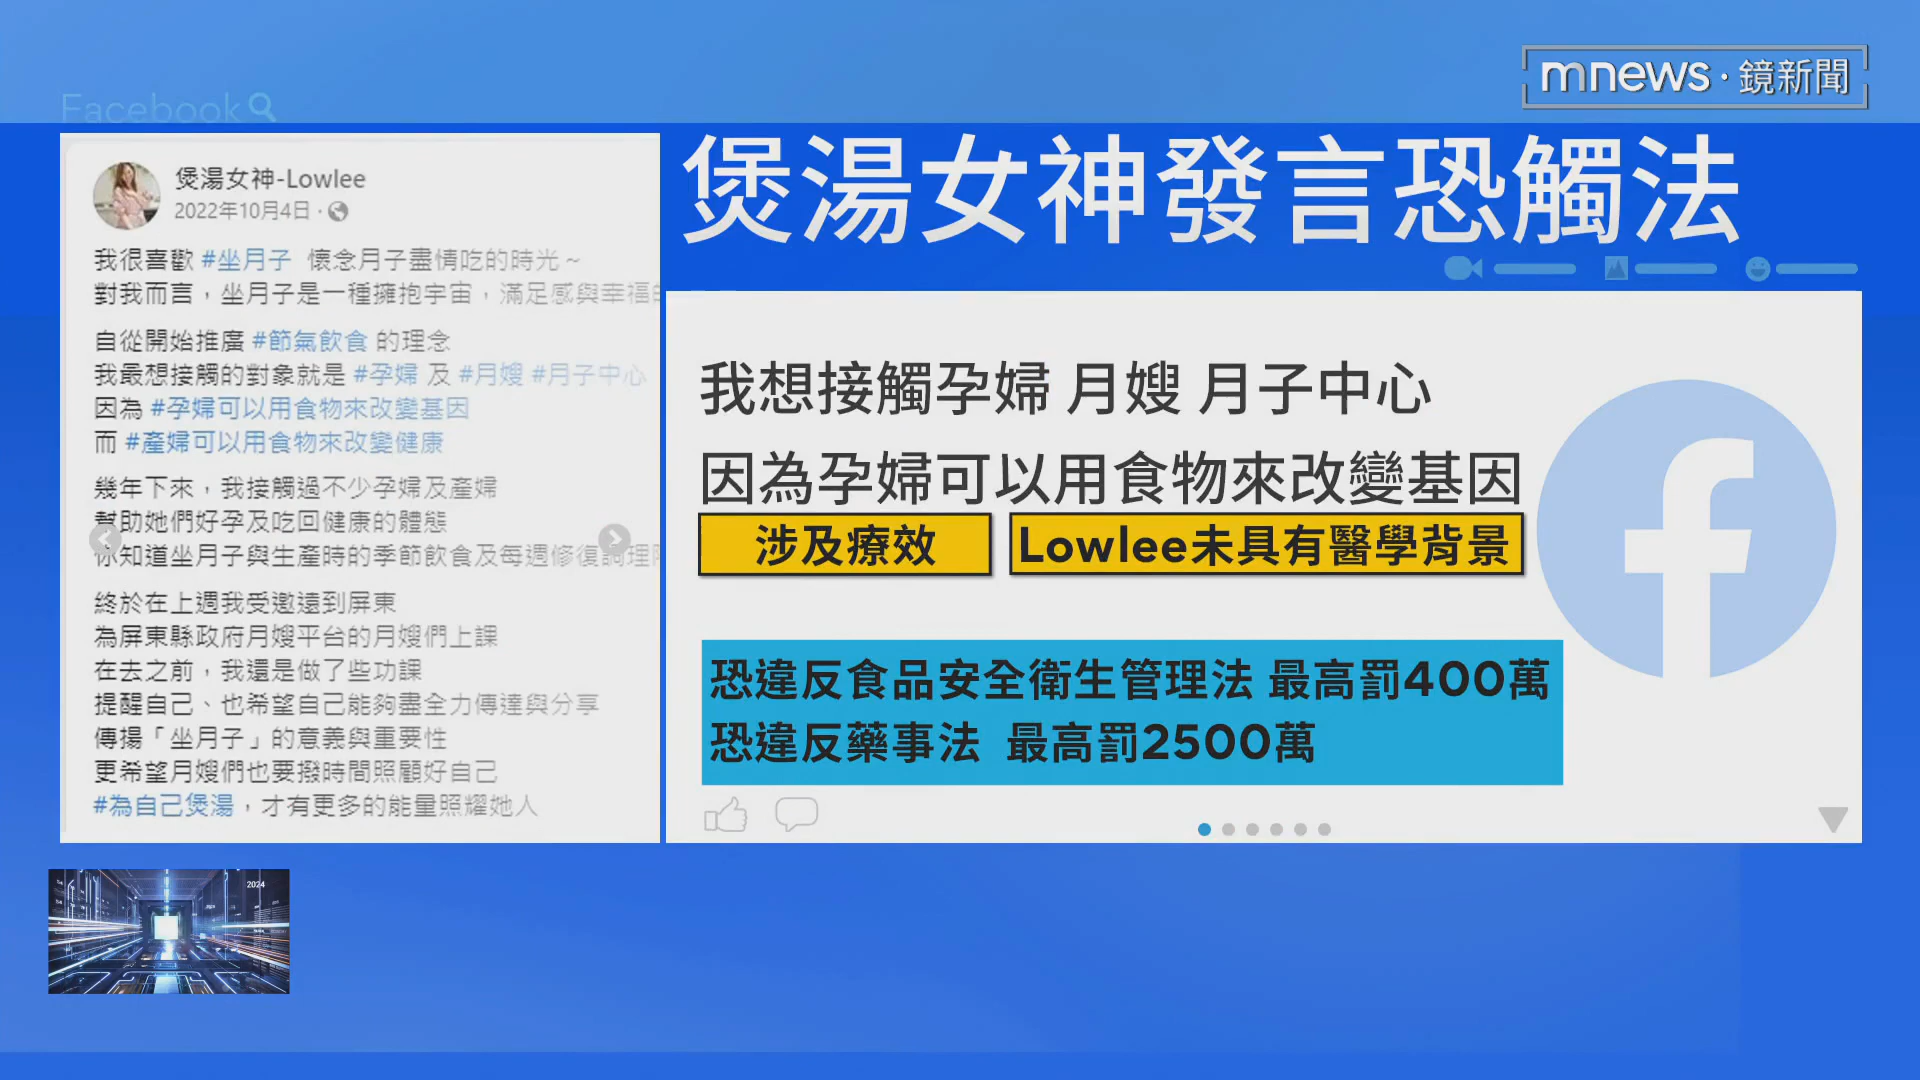 mnews·鏡新聞
Facebook
煲湯女神-Lowlee
2022年10月4日
我很喜歡 #坐月子 懷念月子盡情吃的時光～
對我而言，坐月子是一種擁抱宇宙，滿足感與幸福
自從開始推廣 #節氣飲食 的理念
我最想接觸的對象就是 #孕婦 及 #月嫂 #月子中心
因為 #孕婦可以用食物來改變基因
而 #產婦可以用食物來改變健康
幾年下來，我接觸過不少孕婦及產婦
幫助她們好孕及吃回健康的體態
你知道坐月子與生產時的季節飲食及每週修復調理
終於在上週我受邀遠到屏東
為屏東縣政府月嫂平台的月嫂們上課
在去之前，我還是做了些功課
提醒自己、也希望自己能夠盡全力傳達與分享
傳揚「坐月子」的意義與重要性
更希望月嫂們也要撥時間照顧好自己
#為自己煲湯，才有更多的能量照耀她人
煲湯女神發言恐觸法
我想接觸孕婦 月嫂 月子中心
因為孕婦可以用食物來改變基因
涉及療效 Lowlee未具有醫學背景
恐違反食品安全衛生管理法 最高罰400萬
恐違反藥事法 最高罰2500萬
2024